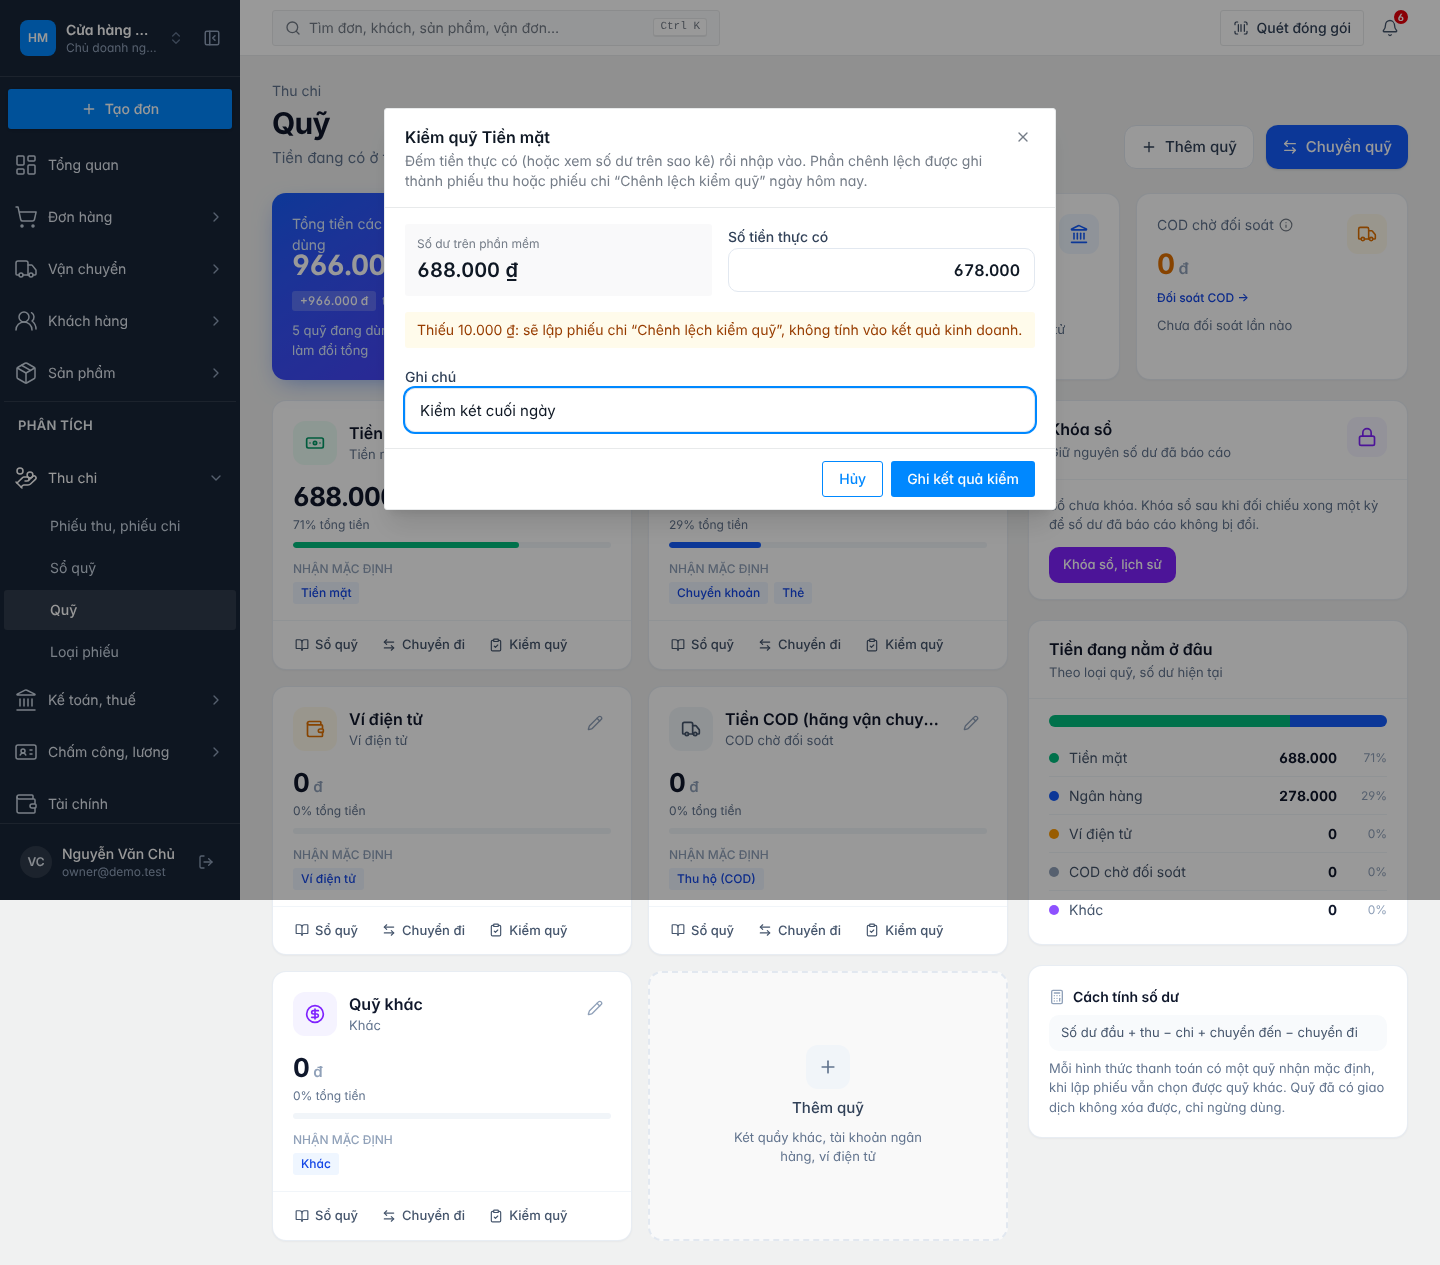 HM
Cửa hàng ...
Chủ doanh ng...
Tạo đơn
Tổng quan
Đơn hàng
Vận chuyển
Khách hàng
Sản phẩm
PHÂN TÍCH
Thu chi
Phiếu thu, phiếu chi
Sổ quỹ
Quỹ
Loại phiếu
Kế toán, thuế
Chấm công, lương
Tài chính
VC
Nguyễn Văn Chủ
owner@demo.test
Tìm đơn, khách, sản phẩm, vận đơn...
Ctrl K
Quét đóng gói
6
Thu chi
Quỹ
Tiền đang có ở
Thêm quỹ
Chuyển quỹ
Kiểm quỹ Tiền mặt
Đếm tiền thực có (hoặc xem số dư trên sao kê) rồi nhập vào. Phần chênh lệch được ghi
thành phiếu thu hoặc phiếu chi “Chênh lệch kiểm quỹ” ngày hôm nay.
Số dư trên phần mềm
688.000 ₫
Số tiền thực có
678.000
Thiếu 10.000 ₫: sẽ lập phiếu chi “Chênh lệch kiểm quỹ”, không tính vào kết quả kinh doanh.
Ghi chú
Kiểm két cuối ngày
Hủy
Ghi kết quả kiểm
Tổng tiền các
dùng
966.00
+966.000 đ
5 quỹ đang dùn
làm đổi tổng
COD chờ đối soát
0 đ
Đối soát COD →
Chưa đối soát lần nào
Tiền
688.000
71% tổng tiền
NHẬN MẶC ĐỊNH
Tiền mặt
Sổ quỹ
Chuyển đi
Kiểm quỹ
29% tổng tiền
NHẬN MẶC ĐỊNH
Chuyển khoản
Thẻ
Sổ quỹ
Chuyển đi
Kiểm quỹ
Khóa sổ
Giữ nguyên số dư đã báo cáo
Sổ chưa khóa. Khóa sổ sau khi đối chiếu xong một kỳ
để số dư đã báo cáo không bị đổi.
Khóa sổ, lịch sử
Ví điện tử
Ví điện tử
0 đ
0% tổng tiền
NHẬN MẶC ĐỊNH
Ví điện tử
Sổ quỹ
Chuyển đi
Kiểm quỹ
Tiền COD (hãng vận chuy...
COD chờ đối soát
0 đ
0% tổng tiền
NHẬN MẶC ĐỊNH
Thu hộ (COD)
Sổ quỹ
Chuyển đi
Kiểm quỹ
Tiền đang nằm ở đâu
Theo loại quỹ, số dư hiện tại
Tiền mặt 688.000 71%
Ngân hàng 278.000 29%
Ví điện tử 0 0%
COD chờ đối soát 0 0%
Khác 0 0%
Quỹ khác
Khác
0 đ
0% tổng tiền
NHẬN MẶC ĐỊNH
Khác
Sổ quỹ
Chuyển đi
Kiểm quỹ
Thêm quỹ
Két quầy khác, tài khoản ngân
hàng, ví điện tử
Cách tính số dư
Số dư đầu + thu − chi + chuyển đến − chuyển đi
Mỗi hình thức thanh toán có một quỹ nhận mặc định,
khi lập phiếu vẫn chọn được quỹ khác. Quỹ đã có giao
dịch không xóa được, chỉ ngừng dùng.